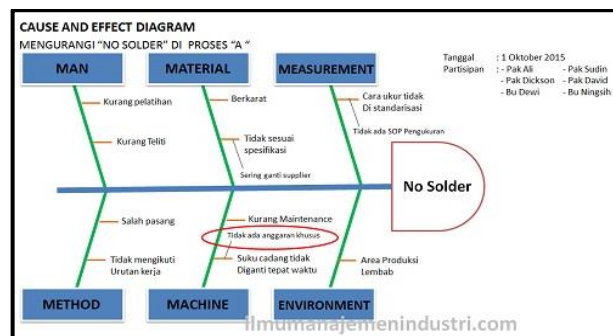 CAUSE AND EFFECT DIAGRAM
MENGURANGI "NO SOLDER" DI PROSES "A "
Tanggal : 1 Oktober 2015
Partisipan : - Pak Ali - Pak Sudin
- Pak Dickson - Pak David
- Bu Dewi - Bu Ningsih
MAN
MATERIAL
MEASUREMENT
Kurang pelatihan
Kurang Teliti
Berkarat
Tidak sesuai
spesifikasi
Sering ganti supplier
Cara ukur tidak
Di standarisasi
Tidak ada SOP Pengukuran
No Solder
Salah pasang
Tidak mengikuti
Urutan kerja
Kurang Maintenance
Tidak ada anggaran khusus
Suku cadang tidak
Diganti tepat waktu
Area Produksi
Lembab
METHOD
MACHINE
ENVIRONMENT
ilmumanajemenindustri.com